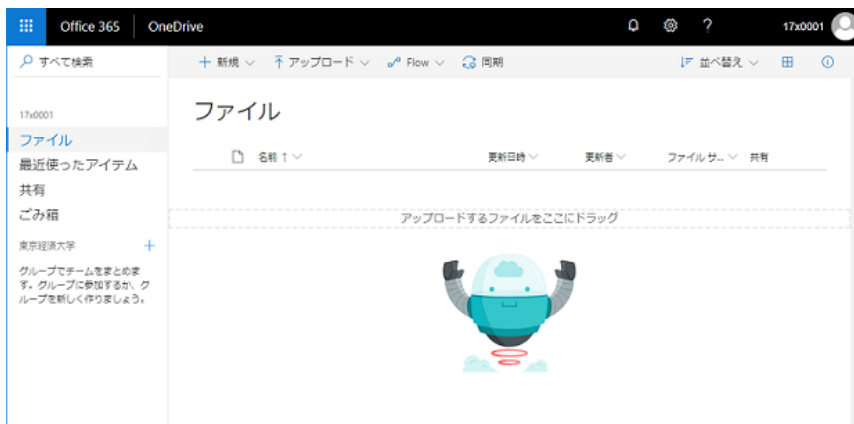 Office 365 OneDrive ? 17x0001
すべて検索
+ 新規 アップロード Flow 同期 並べ替え
17x0001
ファイル
最近使ったアイテム
共有
ごみ箱
東京経済大学 +
グループでチームをまとめま
す。グループに参加するか、グ
ループを新しく作りましょう。
ファイル
名前 ↑ 更新日時 更新者 ファイル サ... 共有
アップロードするファイルをここにドラッグ